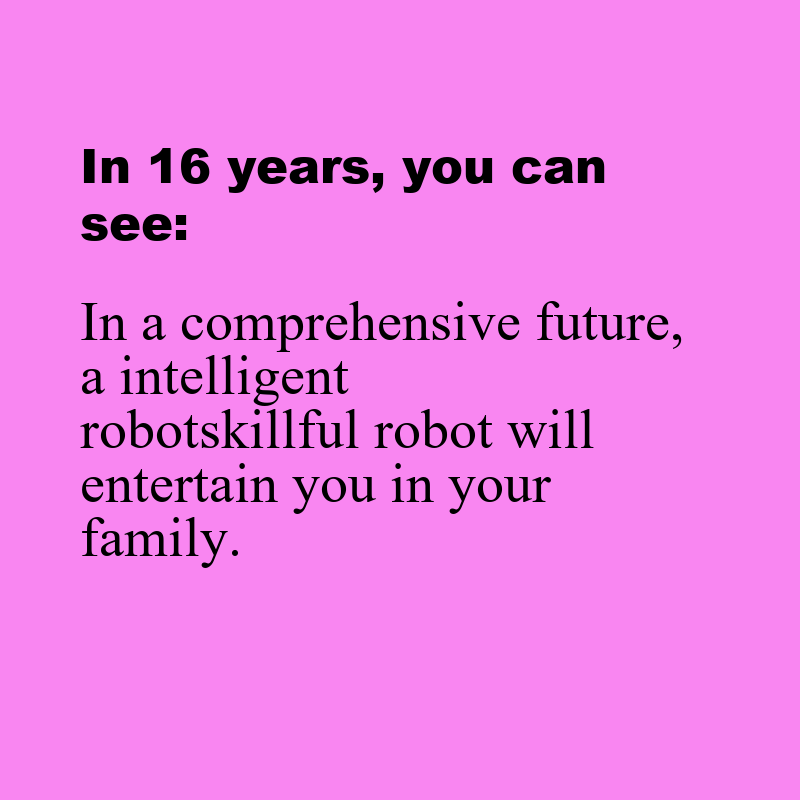 In 16 years, you can
see:
In a comprehensive future,
a intelligent
robotskillful robot will
entertain you in your
family.